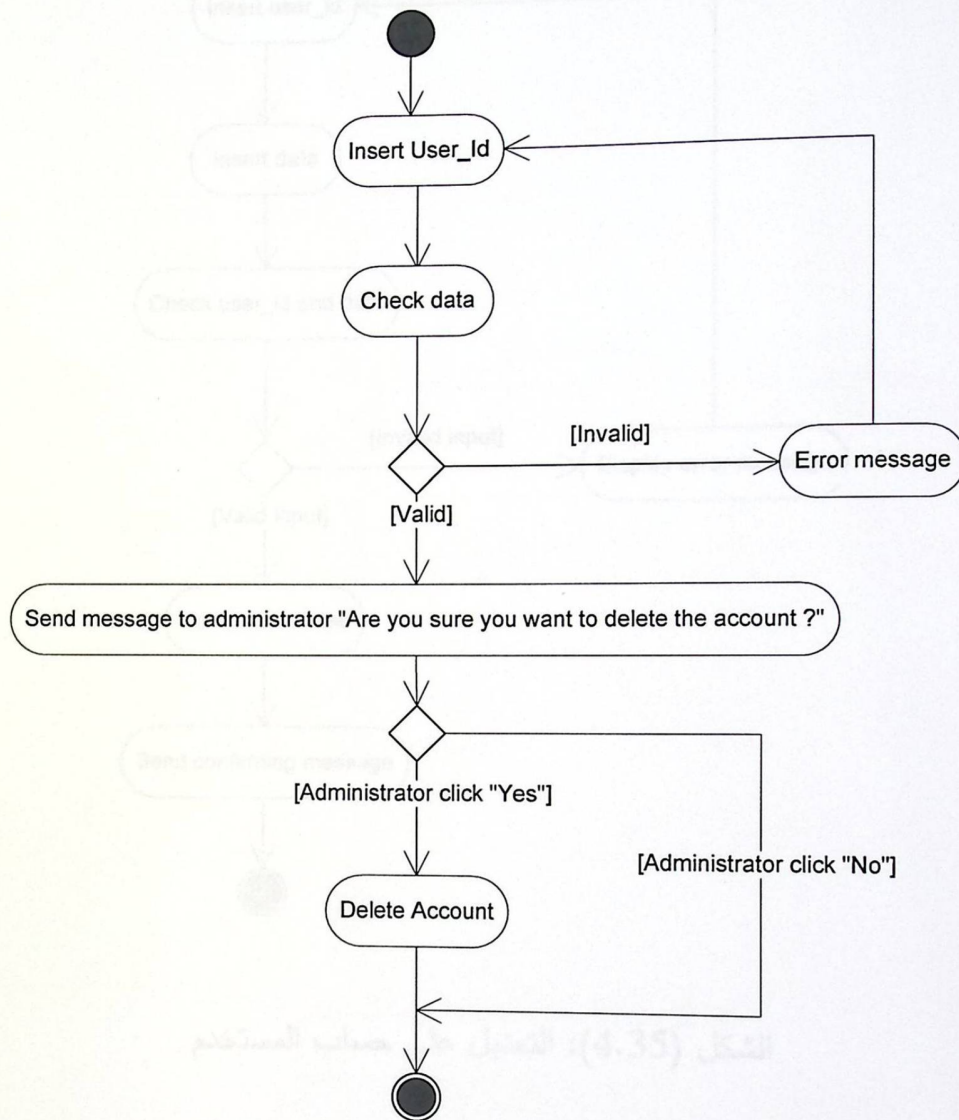 Insert User_Id
Check data
[Invalid]
Error message
[Valid]
Send message to administrator "Are you sure you want to delete the account ?"
[Administrator click "Yes"]
[Administrator click "No"]
Delete Account